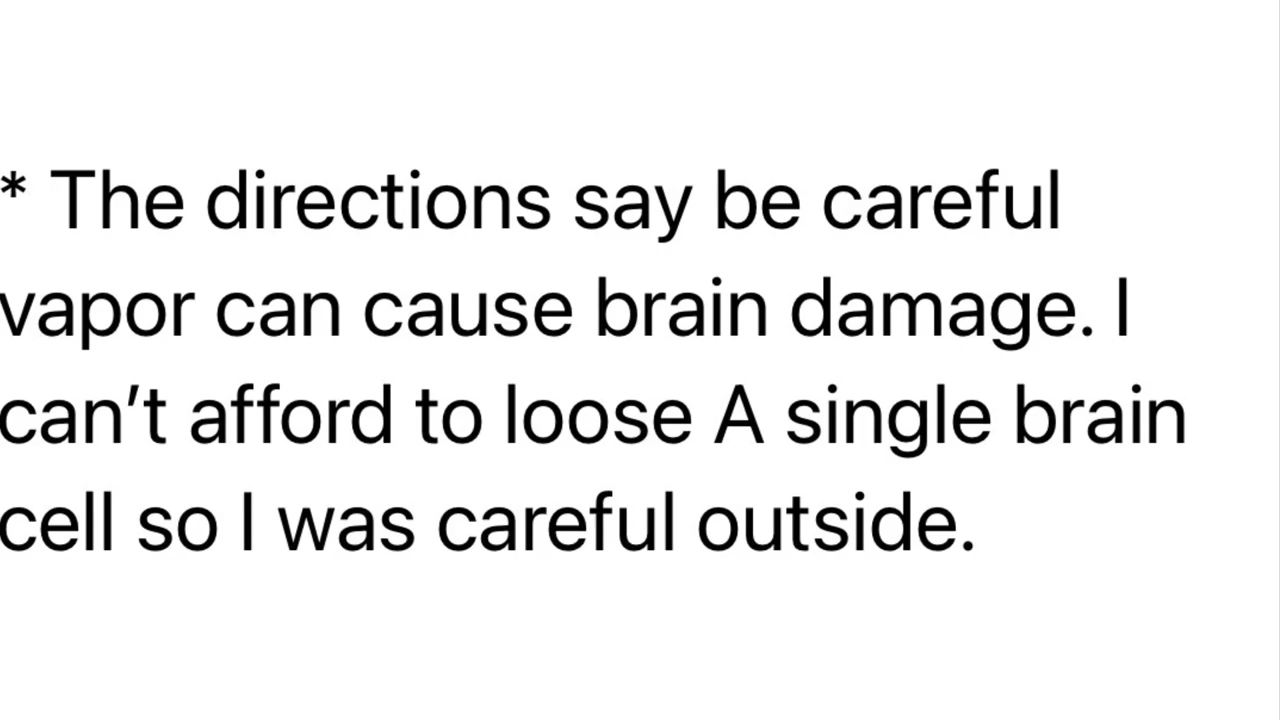 * The directions say be careful
vapor can cause brain damage. I
can’t afford to loose A single brain
cell so I was careful outside.